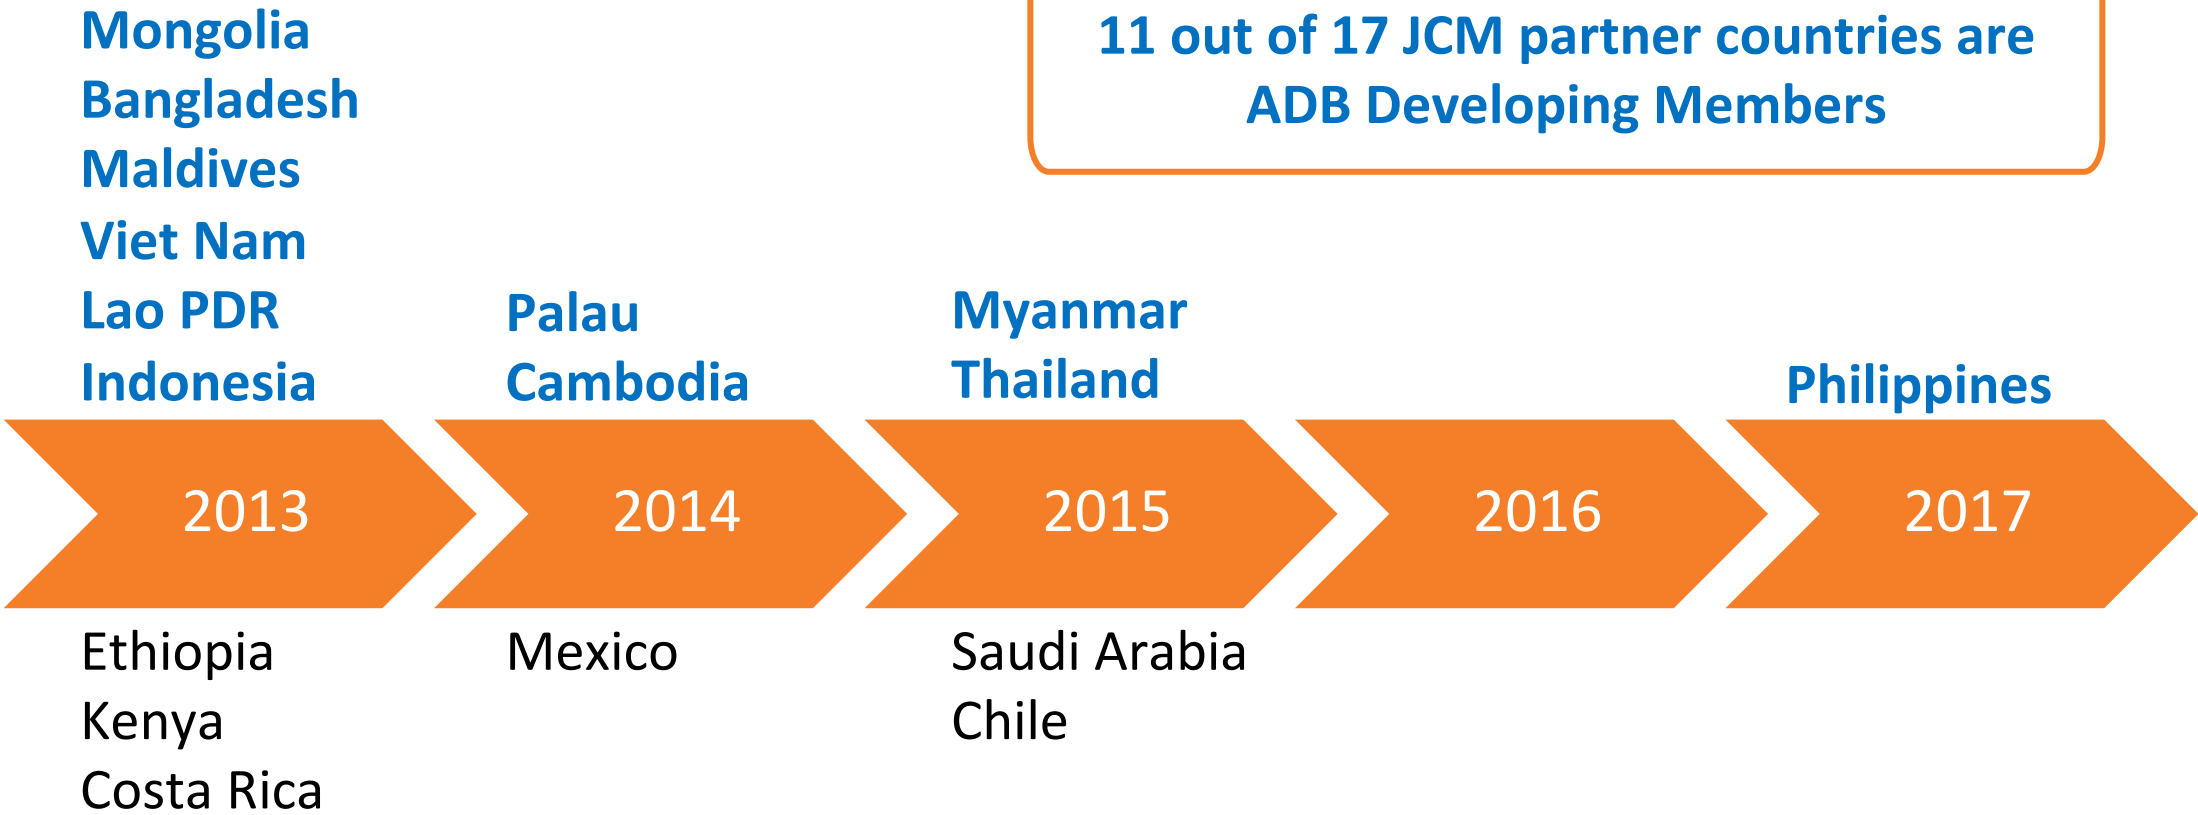 Mongolia
Bangladesh
Maldives
Viet Nam
Lao PDR
Indonesia
11 out of 17 JCM partner countries are
ADB Developing Members
Palau
Cambodia
Myanmar
Thailand
Philippines
2013
2014
2015
2016
2017
Ethiopia
Kenya
Costa Rica
Mexico
Saudi Arabia
Chile